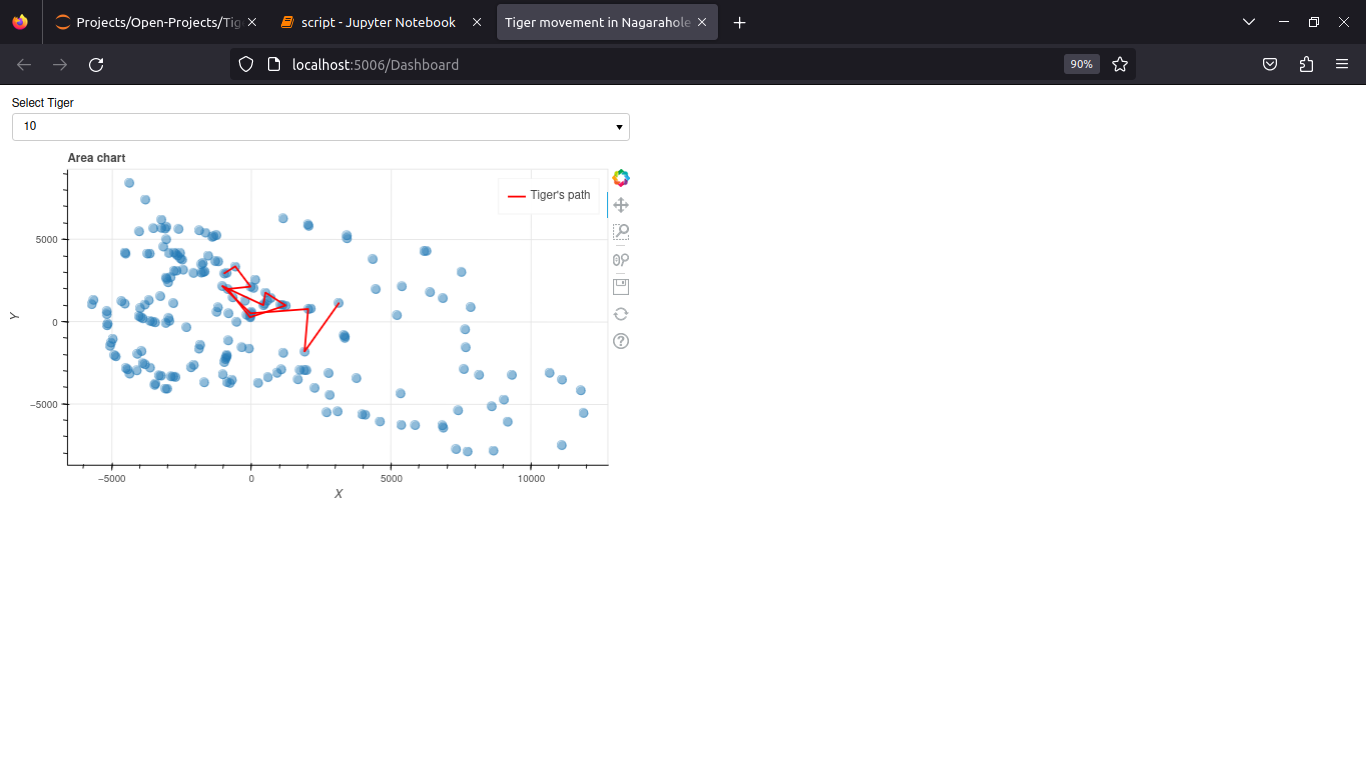 Projects/Open-Projects/Tig
script - Jupyter Notebook
Tiger movement in Nagarahole
localhost:5006/Dashboard
90%
Select Tiger
10
Area chart
Tiger's path
Y
5000
0
−5000
−5000
0
5000
10000
X